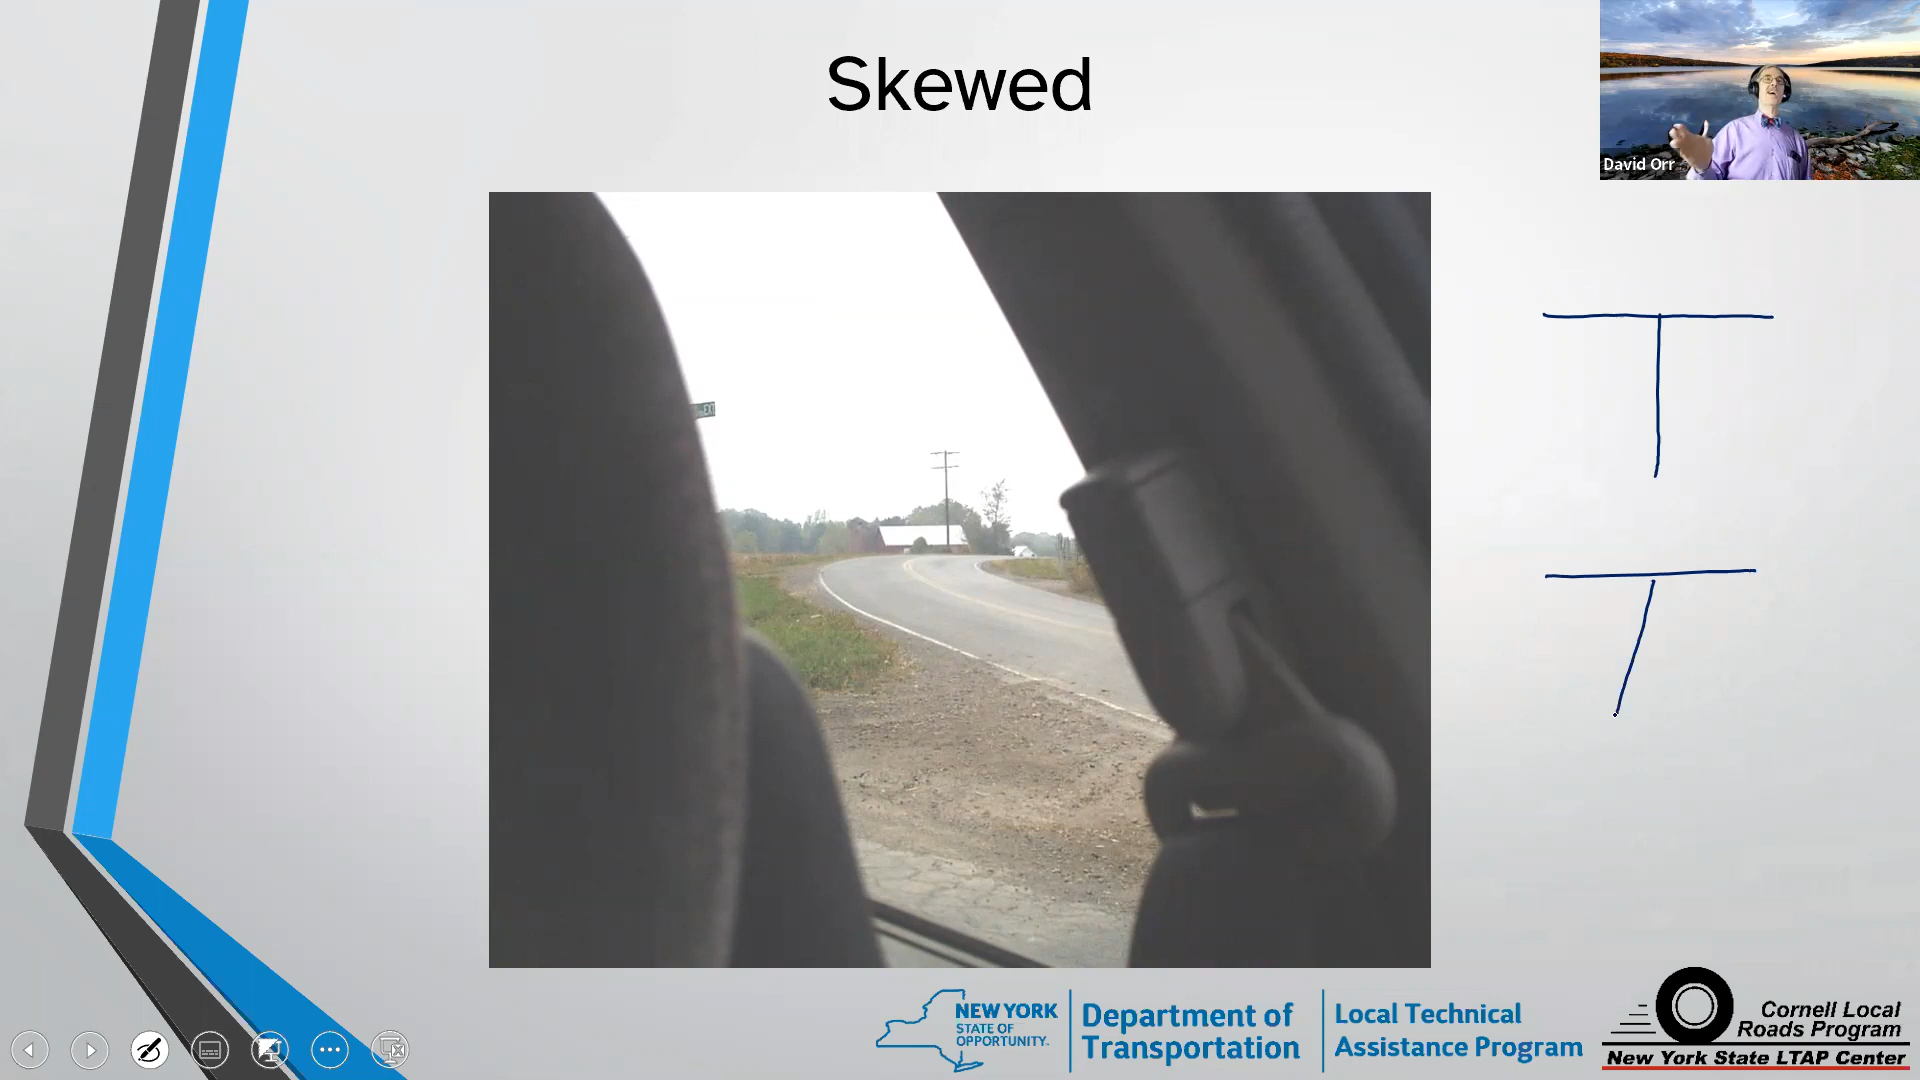 Skewed
David Orr
EXT
NEW YORK
STATE OF
OPPORTUNITY.
Department of
Transportation
Local Technical
Assistance Program
Cornell Local
Roads Program
New York State LTAP Center